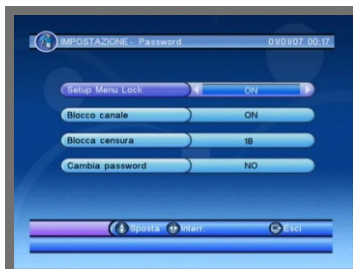 IMPOSTAZIONE - Password 01/01/07 00:17
Setup Menu Lock ON
Blocco canale ON
Blocca censura 18
Cambia password NO
Sposta Interr. Esci